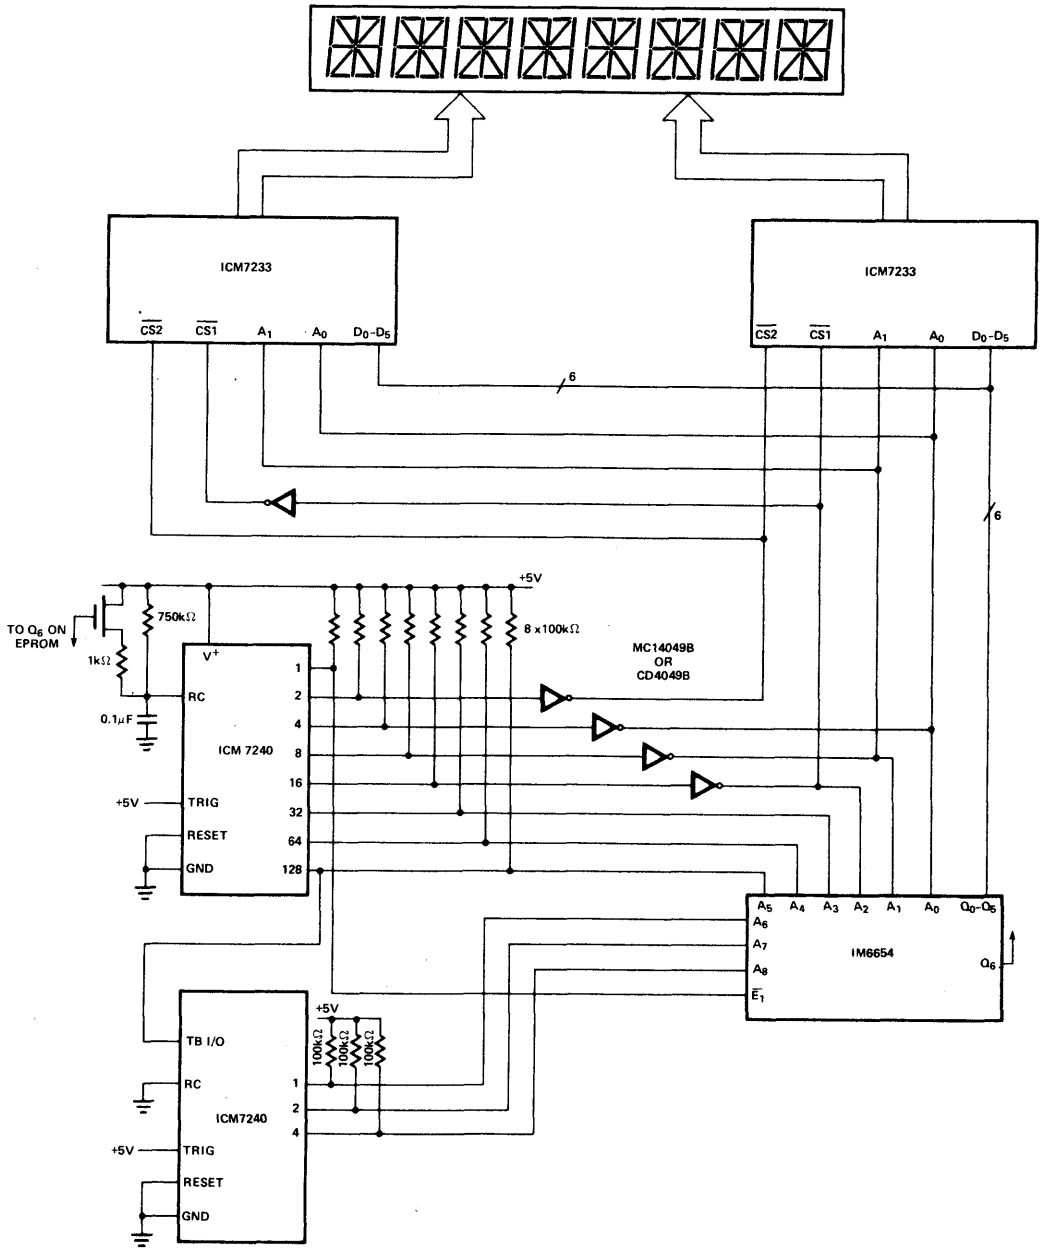 ICM7233
CS2 CS1 A1 A0 D0-D5
ICM7233
CS2 CS1 A1 A0 D0-D5
6
6
+5V
TO Q6 ON
EPROM
750kΩ
1kΩ
0.1μF
8 x100kΩ
MC14049B
OR
CD4049B
V+
RC
ICM 7240
+5V
TRIG
RESET
GND
1
2
4
8
16
32
64
128
A5 A4 A3 A2 A1 A0 Q0-Q5
A6
A7
A8
E1
IM6654
Q6
+5V
100kΩ
100kΩ
100kΩ
TB I/O
RC
ICM7240
+5V
TRIG
RESET
GND
1
2
4